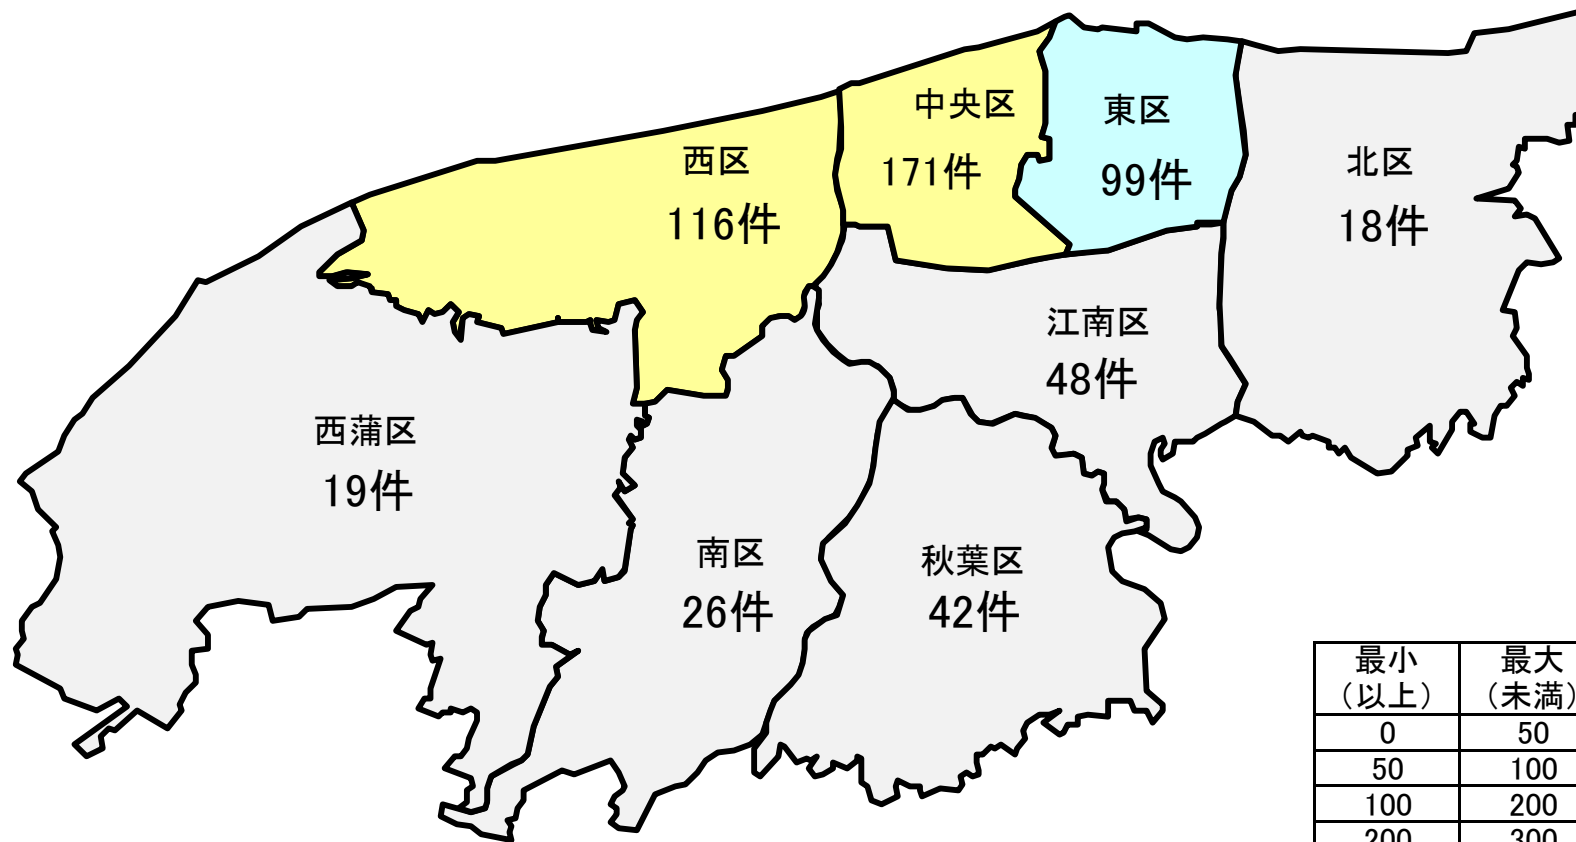 中央区
171件
東区
99件
西区
116件
北区
18件
江南区
48件
西蒲区
19件
南区
26件
秋葉区
42件
最小 最大
(以上) (未満)
0 50
50 100
100 200
200 300